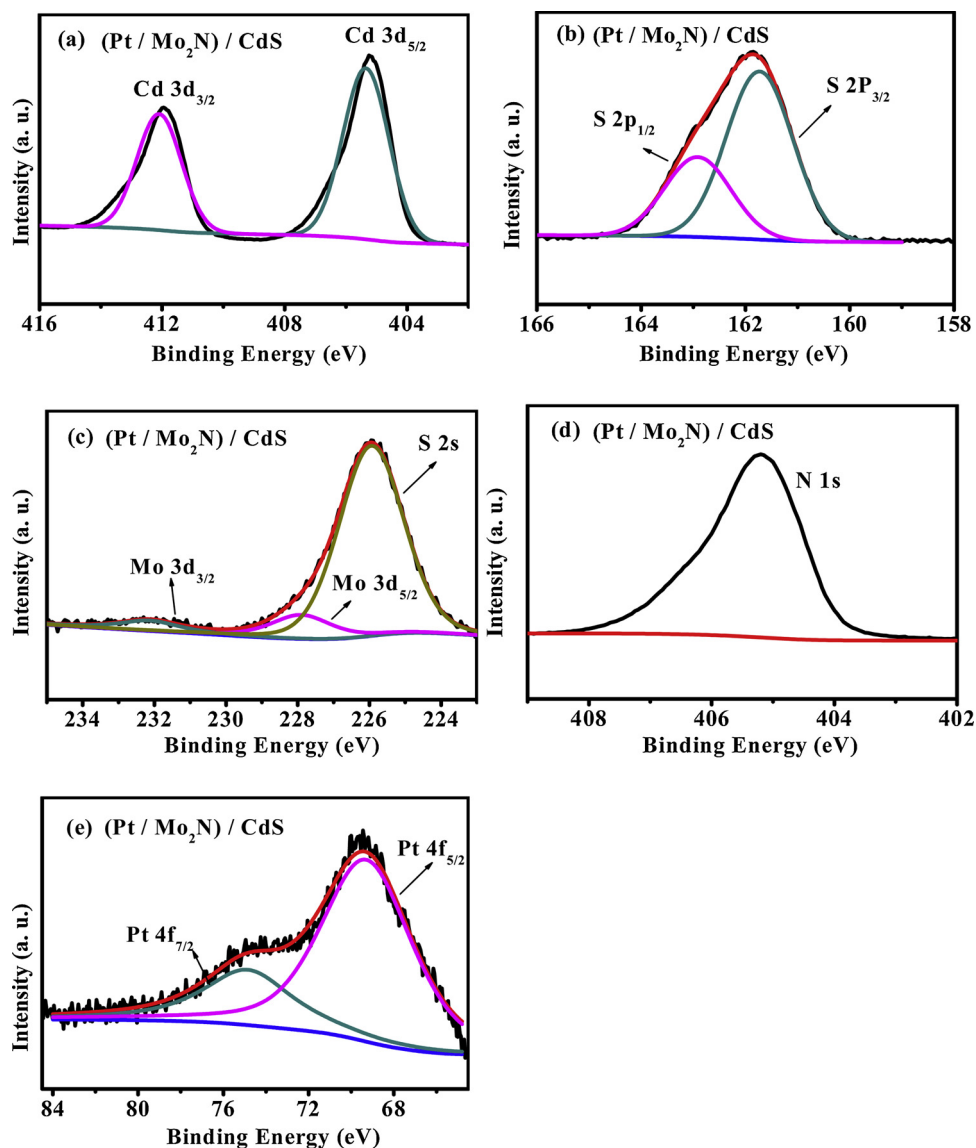 (a) (Pt / Mo₂N) / CdS
Cd 3d₅/₂
Cd 3d₃/₂
Intensity (a. u.)
416 412 408 404
Binding Energy (eV)
(b) (Pt / Mo₂N) / CdS
S 2P₃/₂
S 2p₁/₂
Intensity (a. u.)
166 164 162 160 158
Binding Energy (eV)
(c) (Pt / Mo₂N) / CdS
S 2s
Mo 3d₃/₂
Mo 3d₅/₂
Intensity (a. u.)
234 232 230 228 226 224
Binding Energy (eV)
(d) (Pt / Mo₂N) / CdS
N 1s
Intensity (a. u.)
408 406 404 402
Binding Energy (eV)
(e) (Pt / Mo₂N) / CdS
Pt 4f₅/₂
Pt 4f₇/₂
Intensity (a. u.)
84 80 76 72 68
Binding Energy (eV)